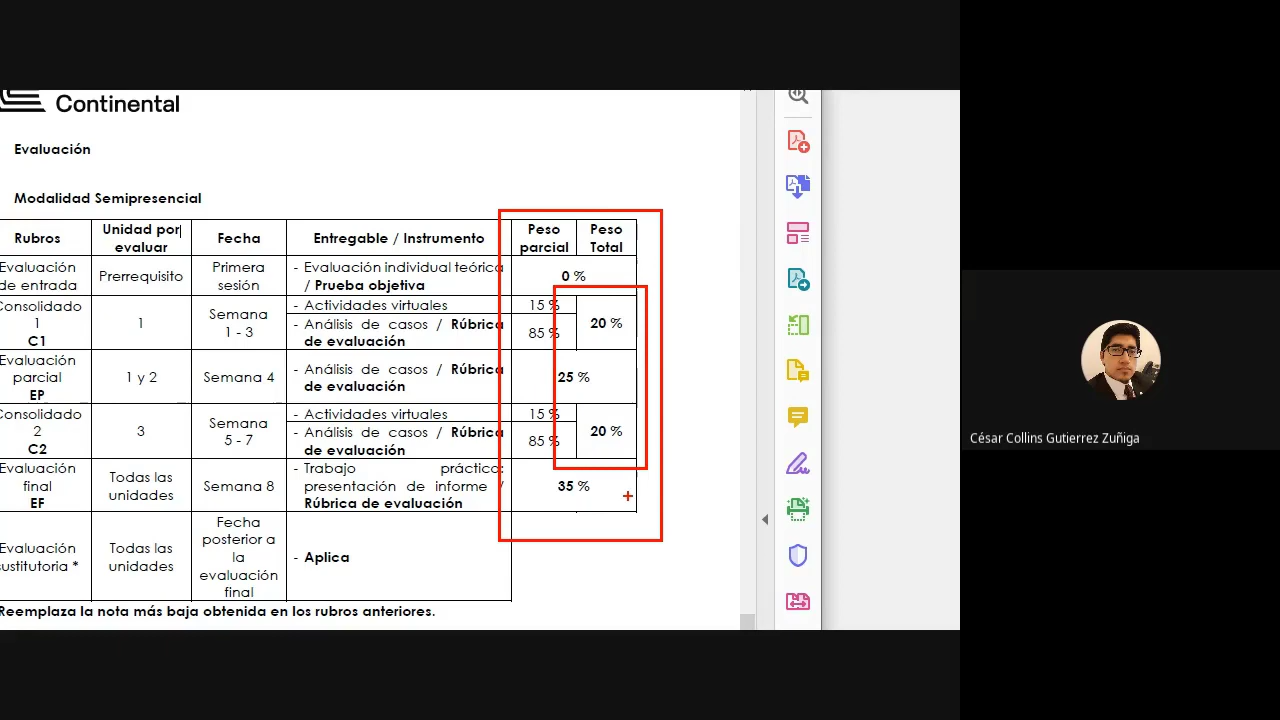 Continental
Evaluación
Modalidad Semipresencial
Rubros
Unidad por
evaluar
Fecha
Entregable / Instrumento
Peso
parcial
Peso
Total
Evaluación
de entrada
Prerrequisito
Primera
sesión
- Evaluación individual teórica
/ Prueba objetiva
0 %
Consolidado
1
C1
1
Semana
1 - 3
- Actividades virtuales
15 %
- Análisis de casos / Rúbrica
de evaluación
85 %
20 %
Evaluación
parcial
EP
1 y 2
Semana 4
- Análisis de casos / Rúbrica
de evaluación
25 %
Consolidado
2
C2
3
Semana
5 - 7
- Actividades virtuales
15 %
- Análisis de casos / Rúbrica
de evaluación
85 %
20 %
Evaluación
final
EF
Todas las
unidades
Semana 8
- Trabajo práctico:
presentación de informe /
Rúbrica de evaluación
35 %
Evaluación
sustitutoria *
Todas las
unidades
Fecha
posterior a
la
evaluación
final
- Aplica
Reemplaza la nota más baja obtenida en los rubros anteriores.
César Collins Gutierrez Zuñiga